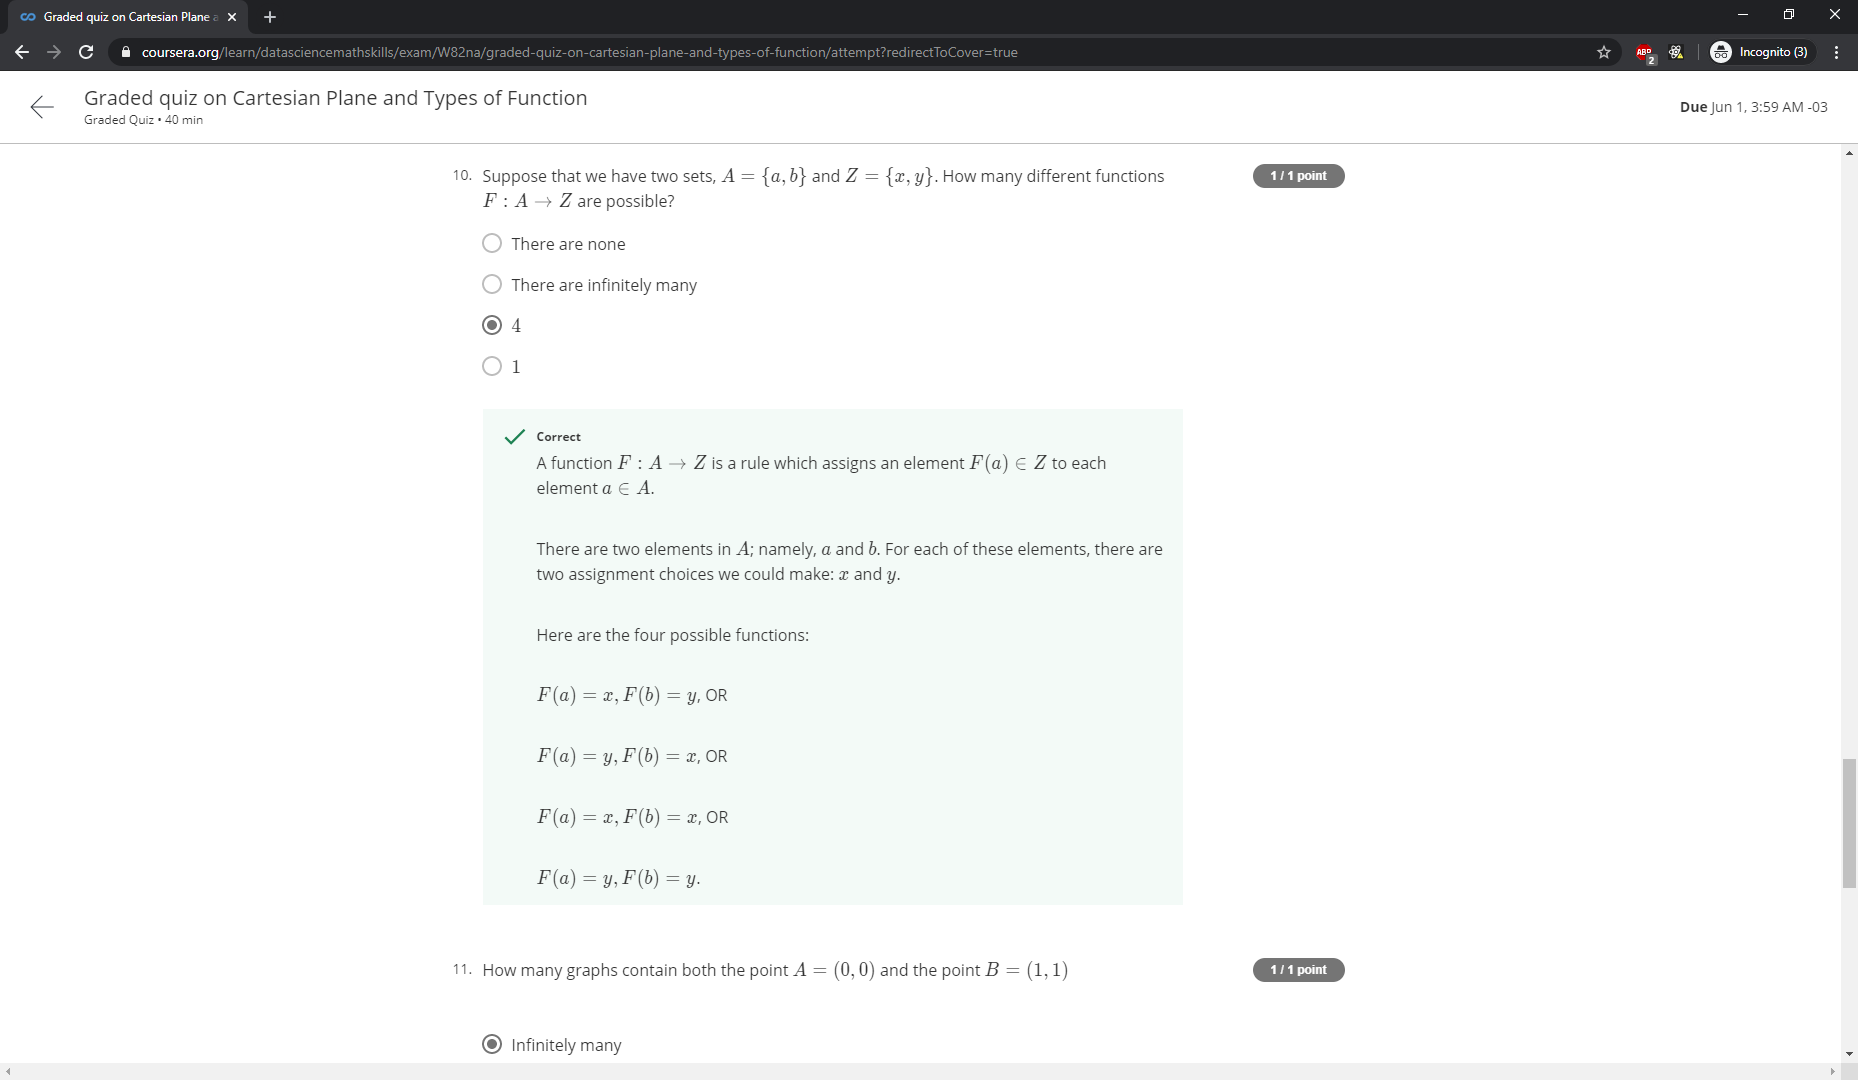 Graded quiz on Cartesian Plane a
coursera.org/learn/datasciencemathskills/exam/W82na/graded-quiz-on-cartesian-plane-and-types-of-function/attempt?redirectToCover=true
ABP
2
Incognito (3)
Graded quiz on Cartesian Plane and Types of Function
Graded Quiz • 40 min
Due Jun 1, 3:59 AM -03
10. Suppose that we have two sets, A = {a, b} and Z = {x, y}. How many different functions
F : A → Z are possible?
1 / 1 point
There are none
There are infinitely many
4
1
Correct
A function F : A → Z is a rule which assigns an element F(a) ∈ Z to each
element a ∈ A.
There are two elements in A; namely, a and b. For each of these elements, there are
two assignment choices we could make: x and y.
Here are the four possible functions:
F(a) = x, F(b) = y, OR
F(a) = y, F(b) = x, OR
F(a) = x, F(b) = x, OR
F(a) = y, F(b) = y.
11. How many graphs contain both the point A = (0, 0) and the point B = (1, 1)
1 / 1 point
Infinitely many